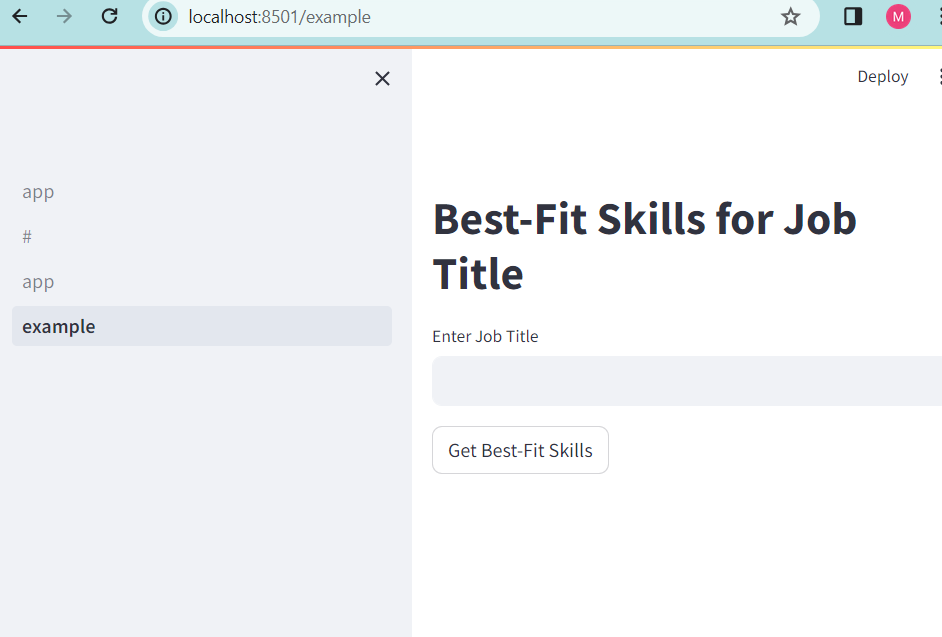 localhost:8501/example
M
Deploy
app
#
app
example
Best-Fit Skills for Job
Title
Enter Job Title
Get Best-Fit Skills